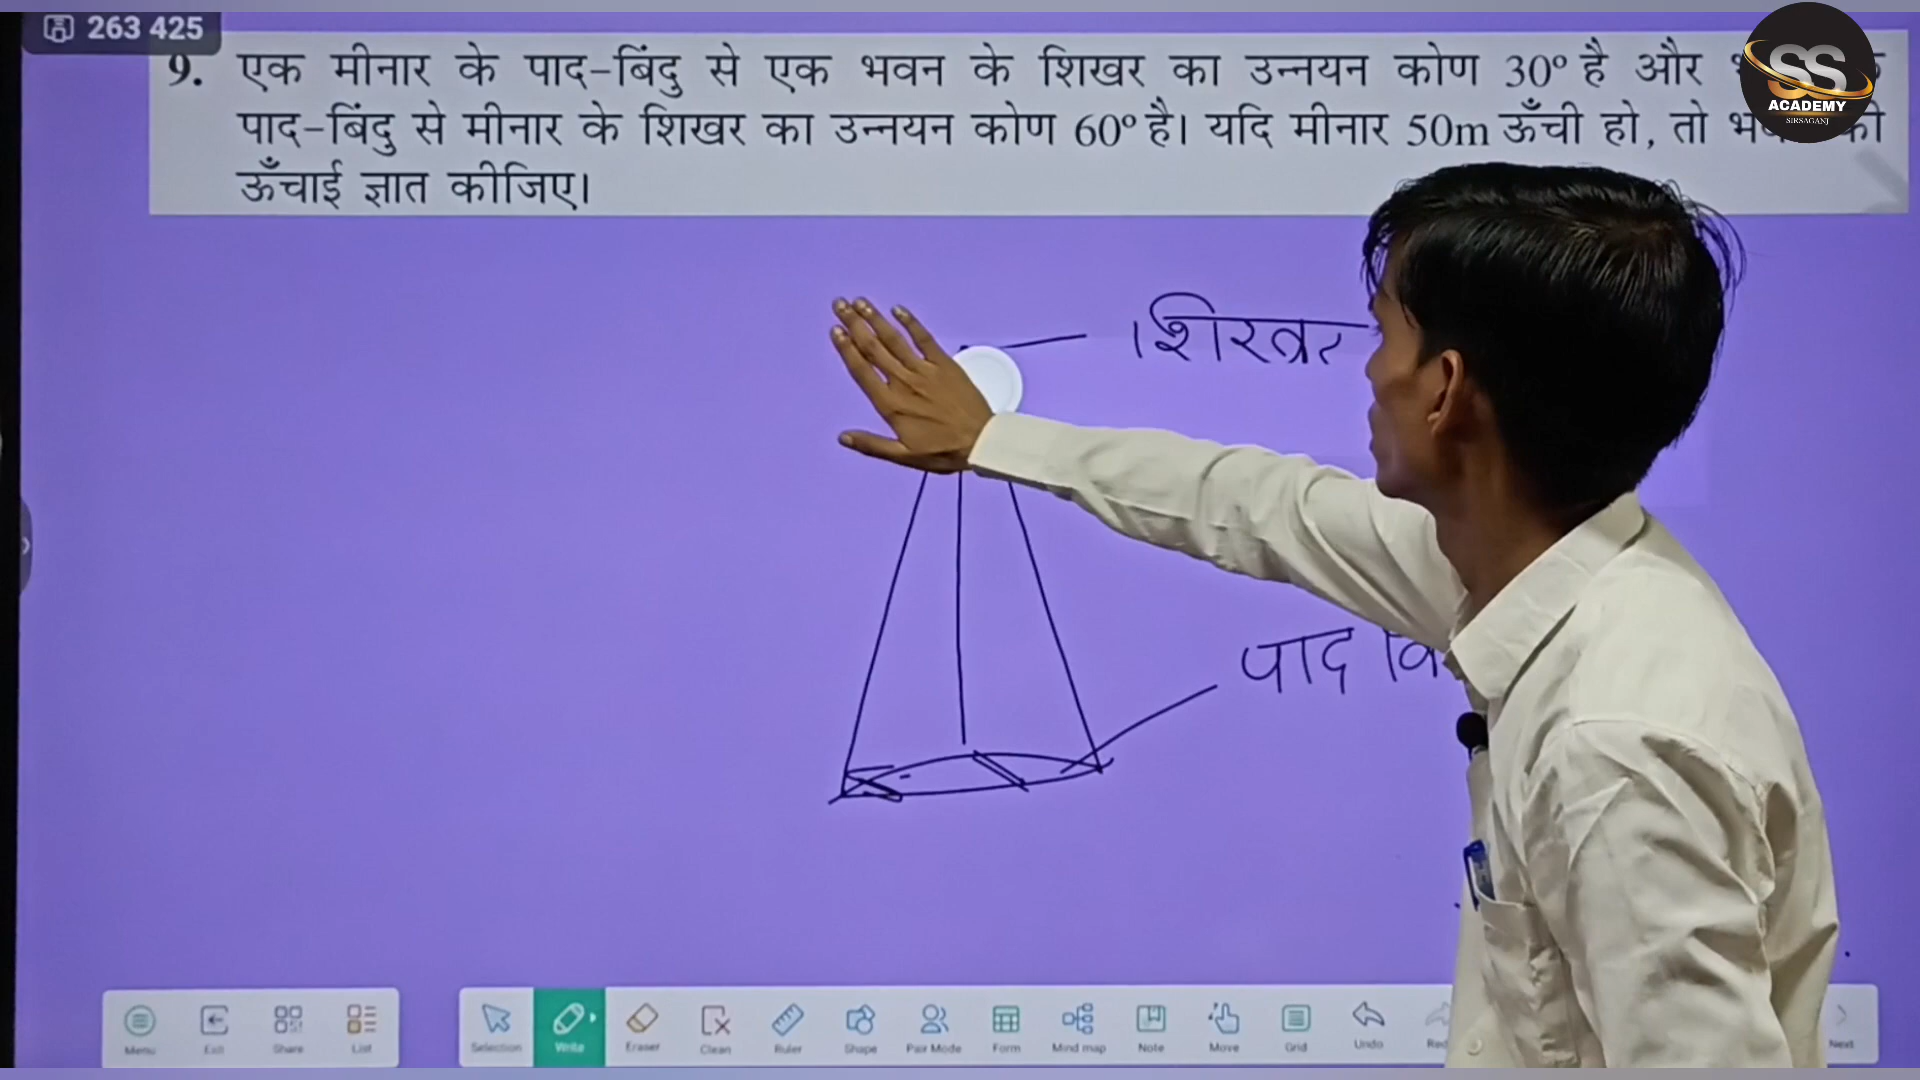 263 425
9. एक मीनार के पाद-बिंदु से एक भवन के शिखर का उन्नयन कोण 30° है और
पाद-बिंदु से मीनार के शिखर का उन्नयन कोण 60° है। यदि मीनार 50m ऊँची हो, तो की
ऊँचाई ज्ञात कीजिए।
SS
ACADEMY
SIRSAGANJ
शिखर
पाद
Menu Exit Share List Selection Write Eraser Clean Ruler Shape Pair Mode Form Mind map Note Move Grid Undo Next